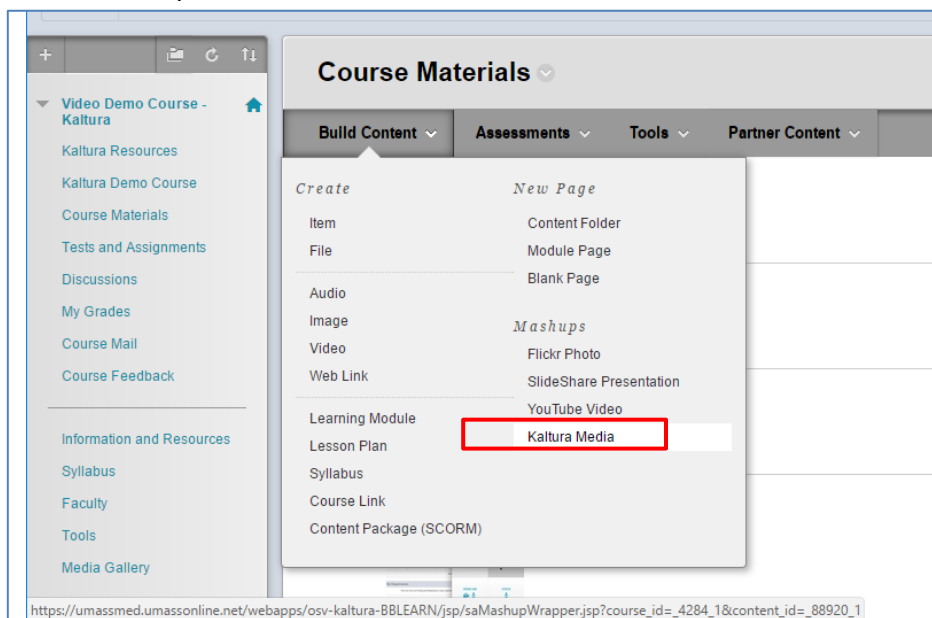 Video Demo Course -
Kaltura
Kaltura Resources
Kaltura Demo Course
Course Materials
Tests and Assignments
Discussions
My Grades
Course Mail
Course Feedback
Information and Resources
Syllabus
Faculty
Tools
Media Gallery
Course Materials
Build Content
Assessments
Tools
Partner Content
Create
Item
File
Audio
Image
Video
Web Link
Learning Module
Lesson Plan
Syllabus
Course Link
Content Package (SCORM)
New Page
Content Folder
Module Page
Blank Page
Mashups
Flickr Photo
SlideShare Presentation
YouTube Video
Kaltura Media
https://umassmed.umassonline.net/webapps/osv-kaltura-BBLEARN/jsp/saMashupWrapper.jsp?course_id=_4284_1&content_id=_88920_1